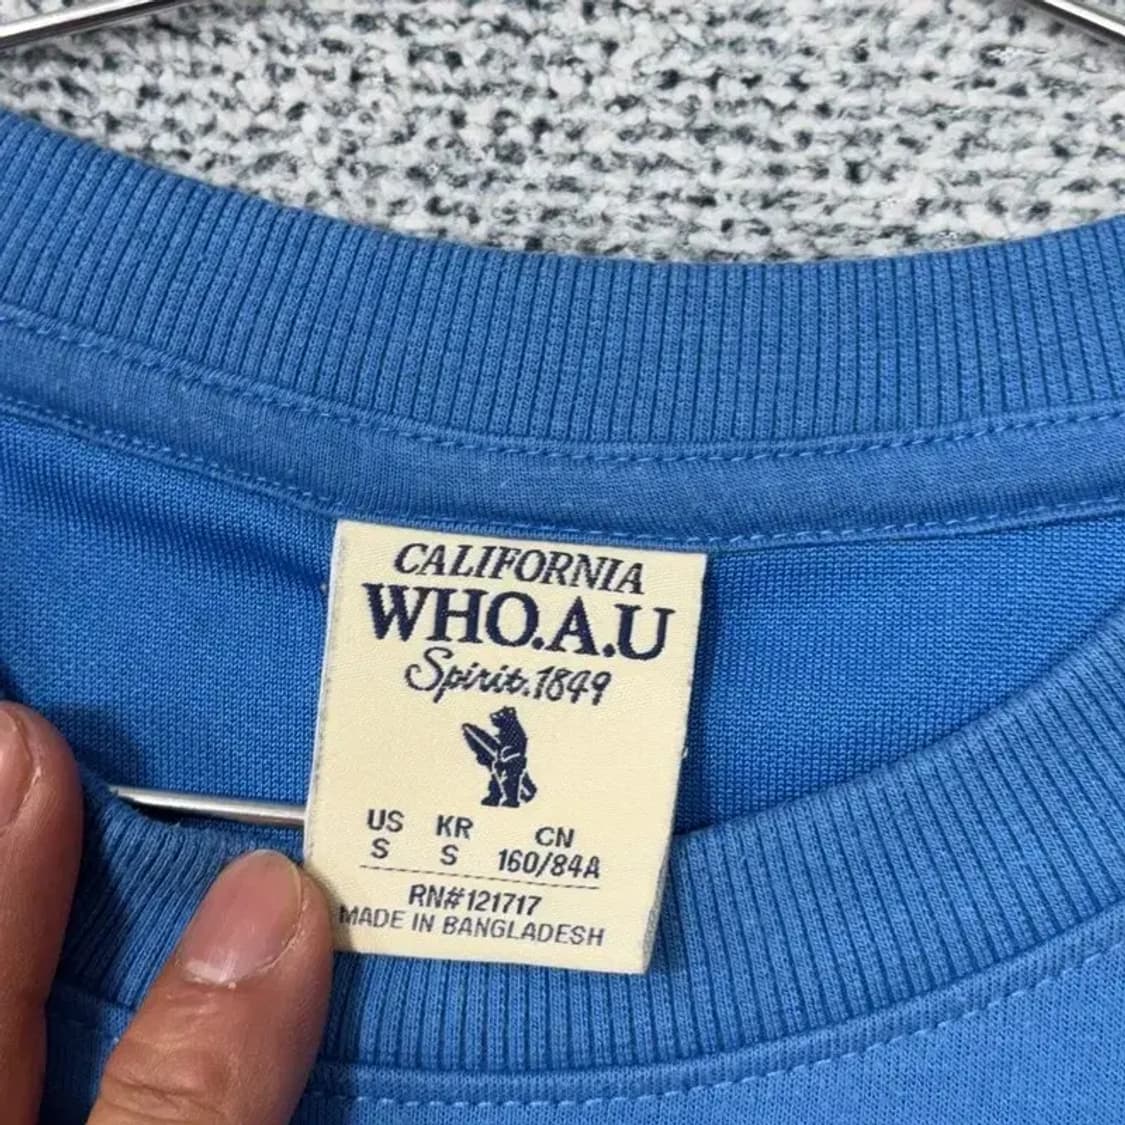 CALIFORNIA
WHO.A.U
Spirit.1849
US KR CN
S S 160/84A
RN#121717
MADE IN BANGLADESH